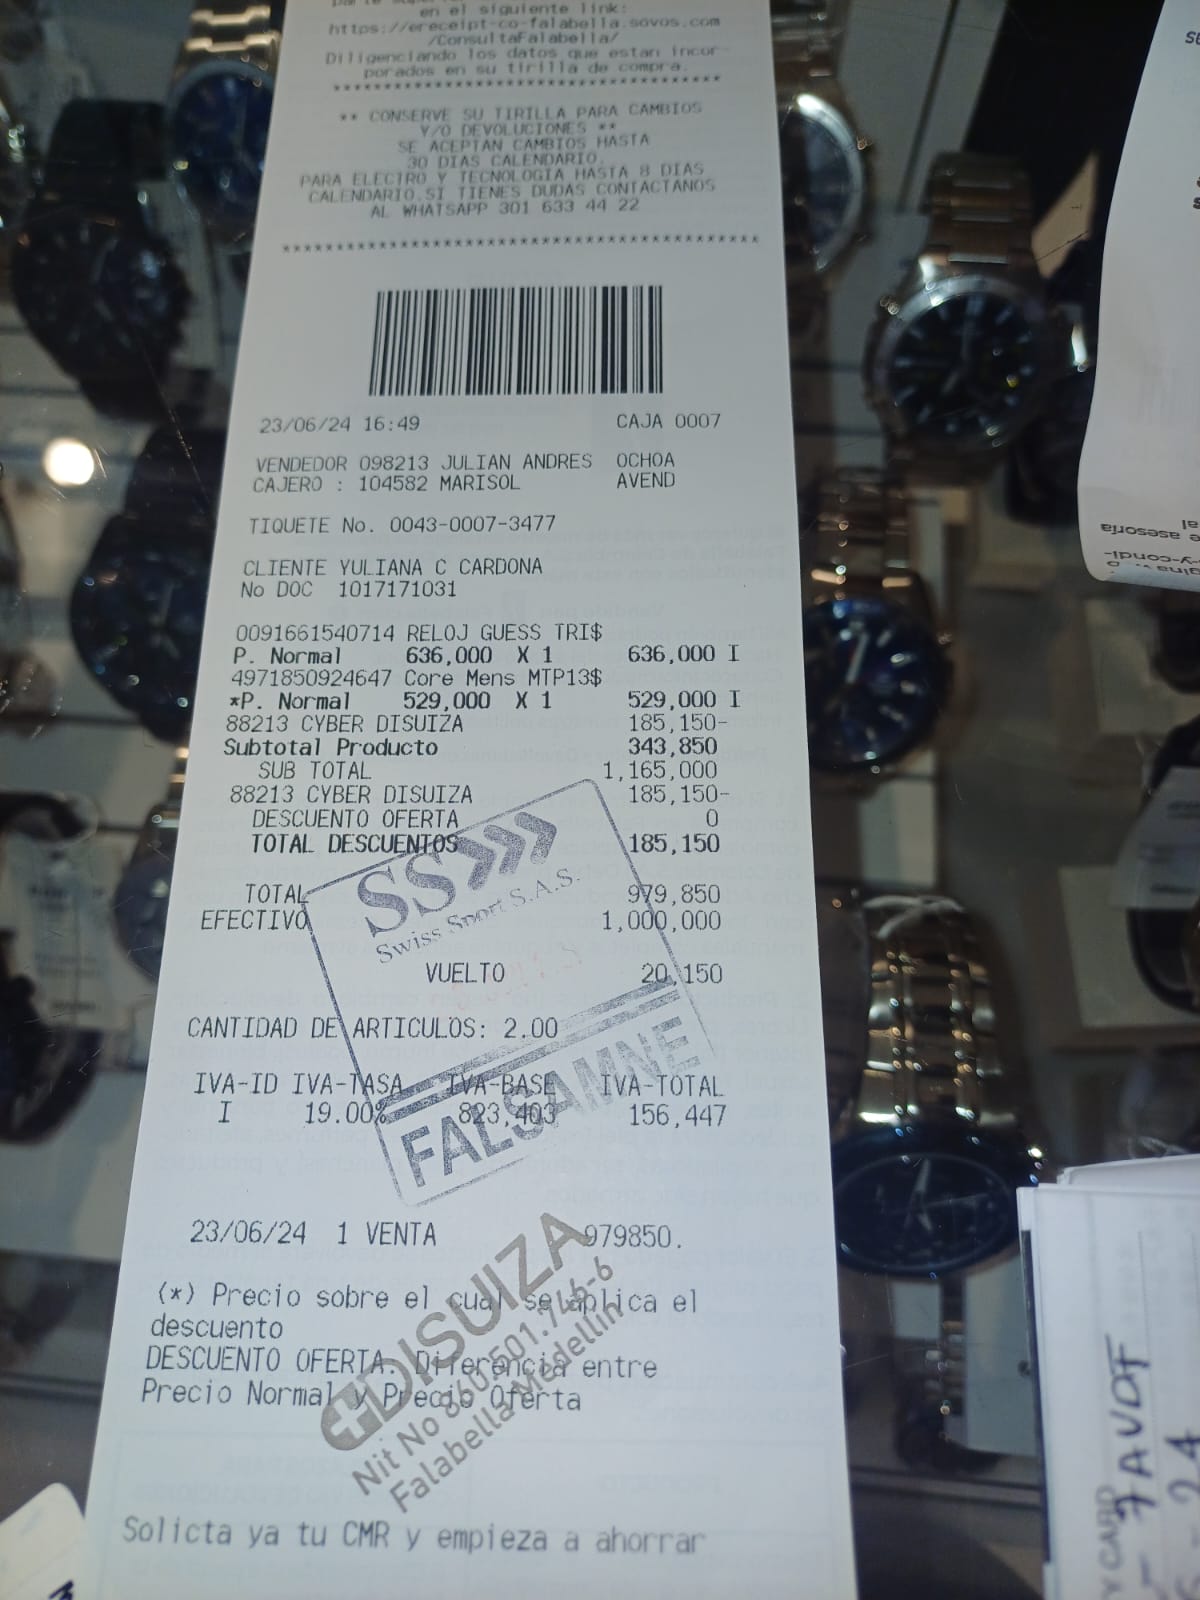 en el siguiente link:
https://ereceipt-co-falabella.sovos.com
/ConsultaFalabella/
Diligenciando los datos que estan incor-
porados en su tirilla de compra.
****************************************
** CONSERVE SU TIRILLA PARA CAMBIOS
Y/O DEVOLUCIONES **
SE ACEPTAN CAMBIOS HASTA
30 DIAS CALENDARIO.
PARA ELECTRO Y TECNOLOGIA HASTA 8 DIAS
CALENDARIO.SI TIENES DUDAS CONTACTANOS
AL WHATSAPP 301 633 44 22
****************************************
23/06/24 16:49 CAJA 0007
VENDEDOR 098213 JULIAN ANDRES OCHOA
CAJERO : 104582 MARISOL AVEND
TIQUETE No. 0043-0007-3477
CLIENTE YULIANA C CARDONA
No DOC 1017171031
0091661540714 RELOJ GUESS TRI$
P. Normal 636,000 X 1 636,000 I
4971850924647 Core Mens MTP13$
*P. Normal 529,000 X 1 529,000 I
88213 CYBER DISUIZA 185,150-
Subtotal Producto 343,850
SUB TOTAL 1,165,000
88213 CYBER DISUIZA 185,150-
DESCUENTO OFERTA 0
TOTAL DESCUENTOS 185,150
TOTAL 979,850
EFECTIVO 1,000,000
SS
Swiss Sport S.A.S.
VUELTO 20,150
CANTIDAD DE ARTICULOS: 2.00
IVA-ID IVA-TASA IVA-BASE IVA-TOTAL
I 19.00% 823,403 156,447
FALSAMNE
23/06/24 1 VENTA 979850.
(*) Precio sobre el cual se aplica el
descuento
DESCUENTO OFERTA: Diferencia entre
Precio Normal y Precio Oferta
DISUIZA
Nit No 860.501.746-6
Falabella Medellin
Solicta ya tu CMR y empieza a ahorrar
e asesoria
y-condi-
Y CARD